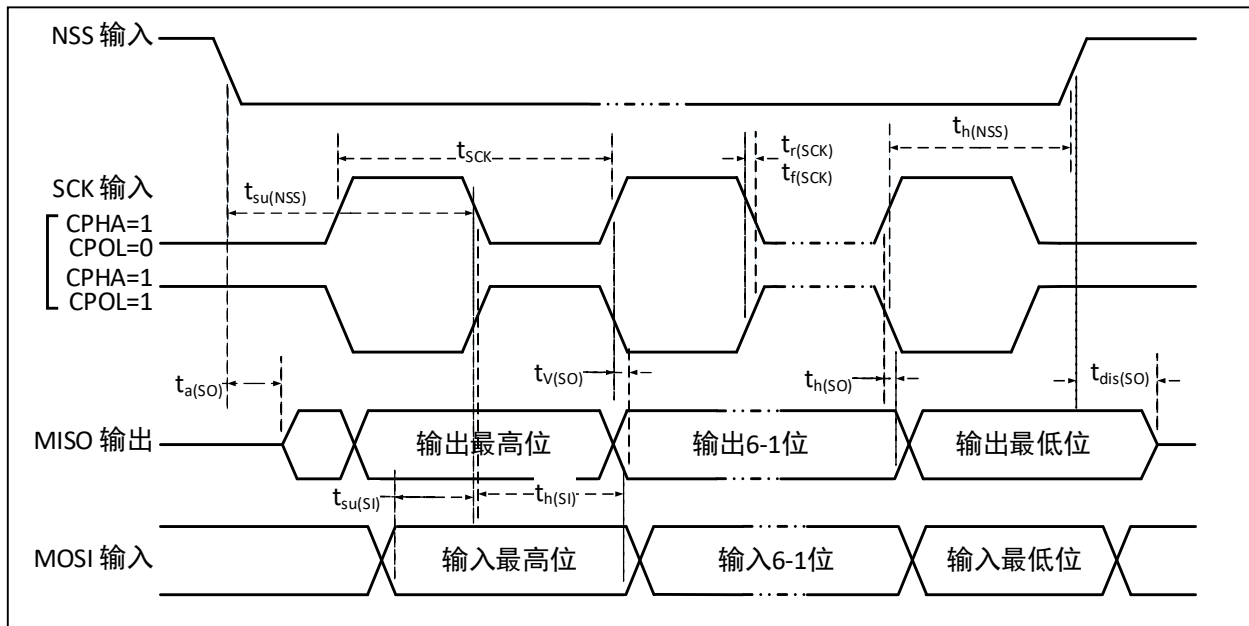 NSS 输入
t_h(NSS)
t_SCK
t_r(SCK)
t_f(SCK)
SCK 输入
t_su(NSS)
CPHA=1
CPOL=0
CPHA=1
CPOL=1
t_a(SO)
t_V(SO)
t_h(SO)
t_dis(SO)
MISO 输出
输出最高位
输出6-1位
输出最低位
t_su(SI)
t_h(SI)
MOSI 输入
输入最高位
输入6-1位
输入最低位